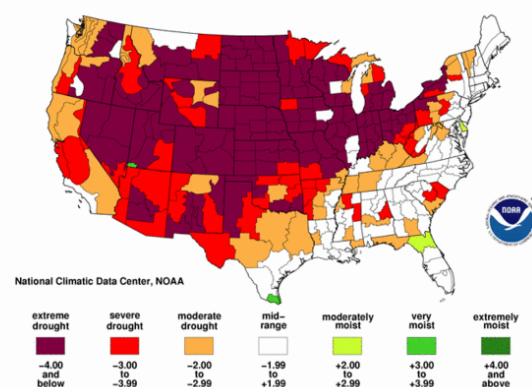 NOAA
National Climatic Data Center, NOAA
extreme drought
severe drought
moderate drought
mid-range
moderately moist
very moist
extremely moist
-4.00 and below
-3.00 to -3.99
-2.00 to -2.99
-1.99 to +1.99
+2.00 to +2.99
+3.00 to +3.99
+4.00 and above